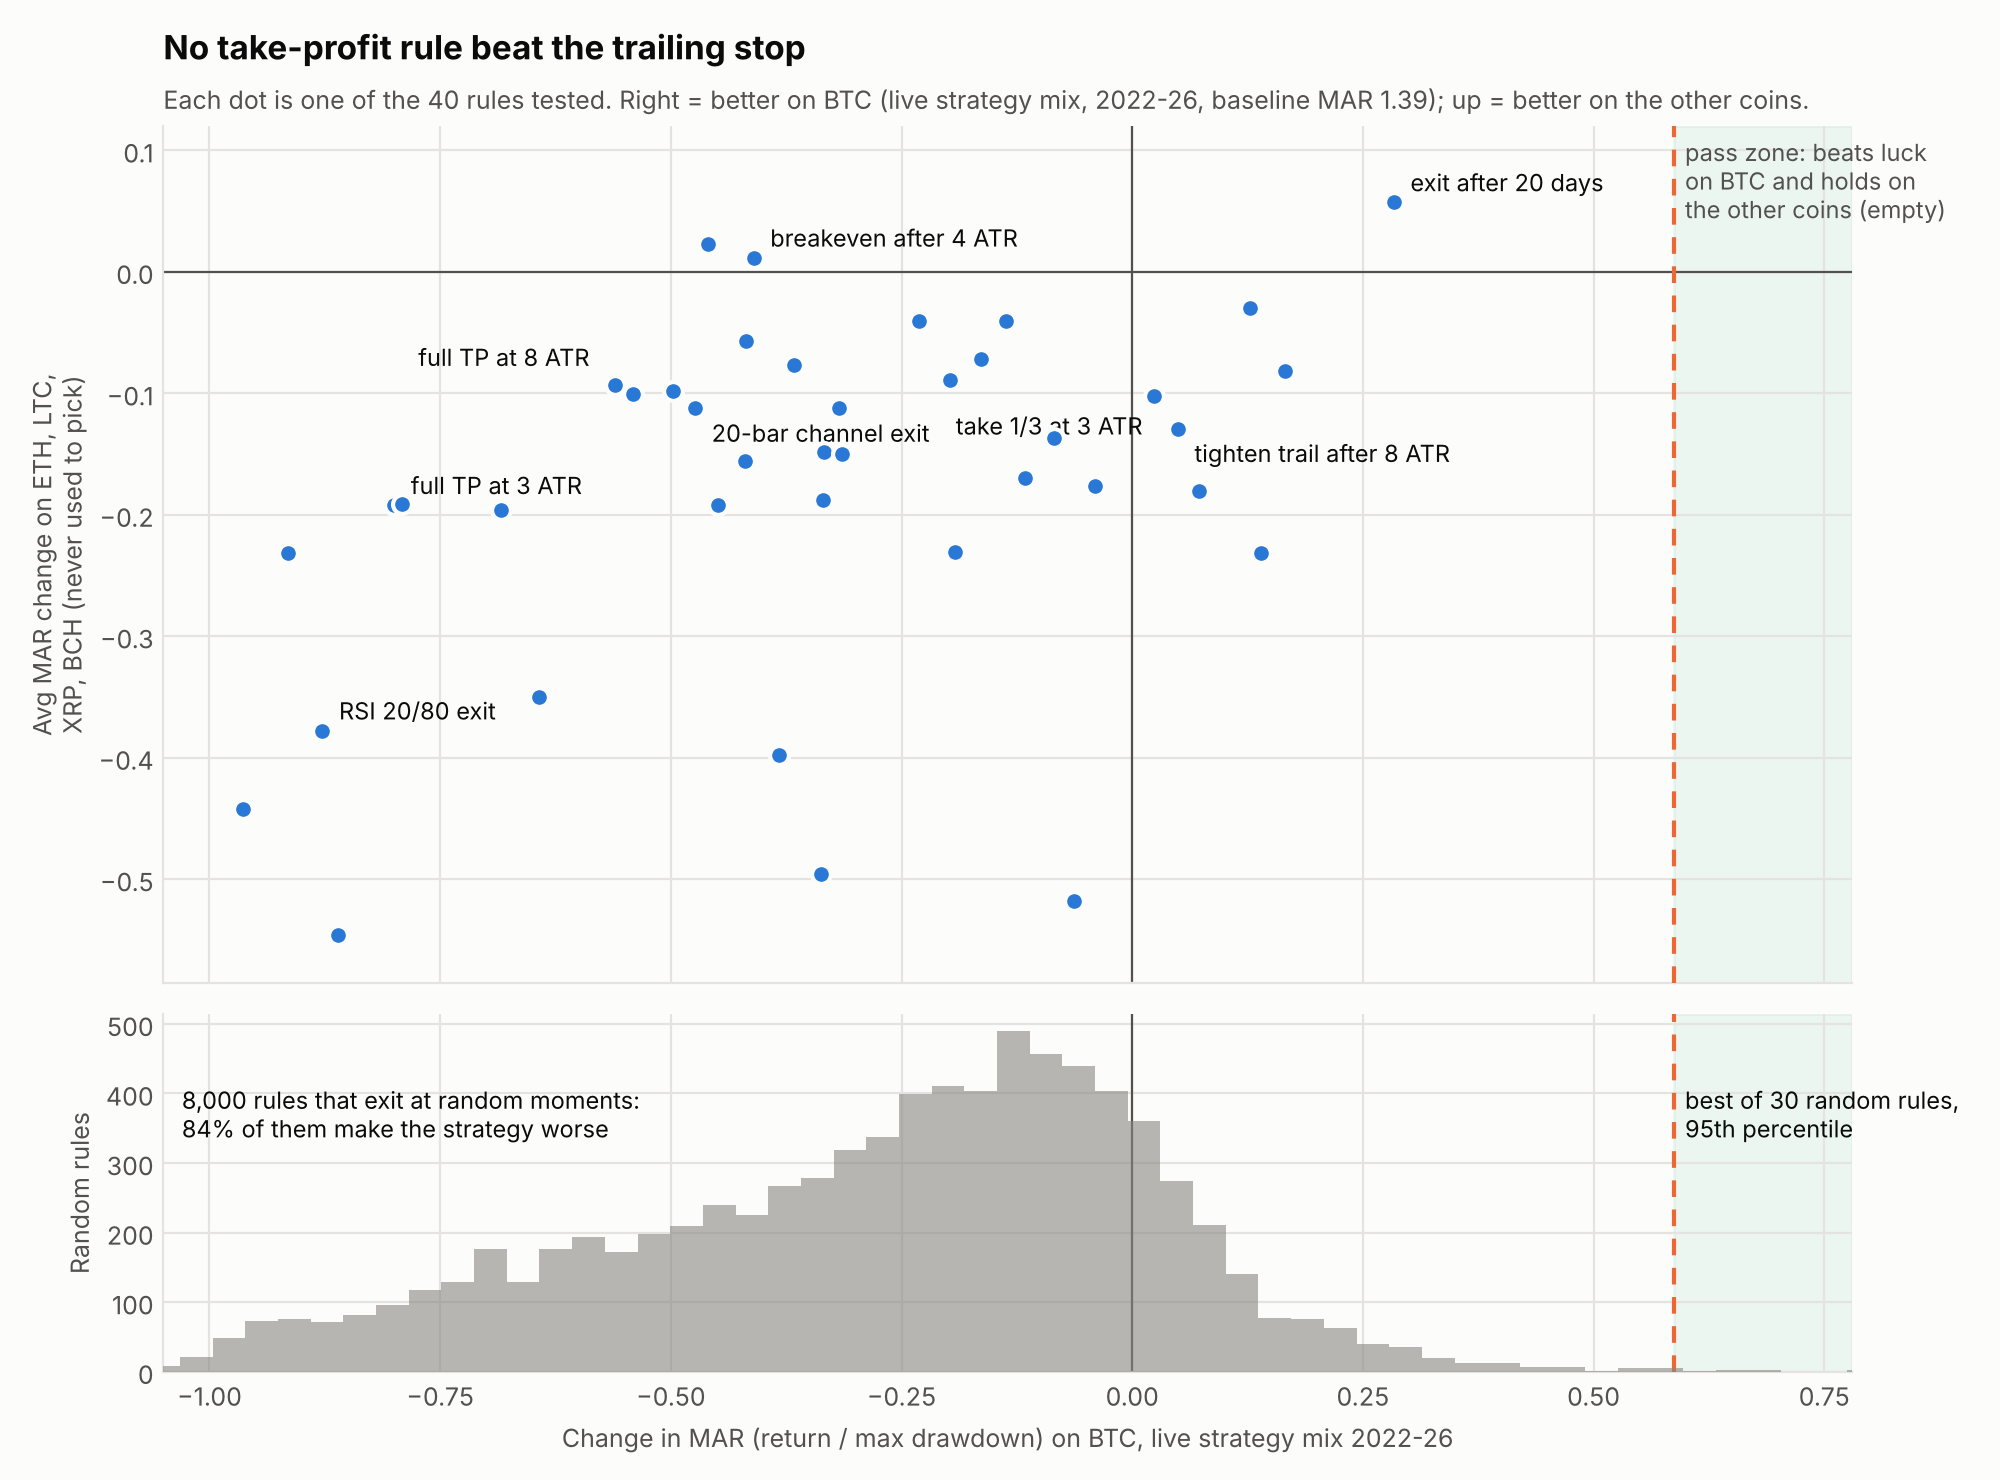 No take-profit rule beat the trailing stop
Each dot is one of the 40 rules tested. Right = better on BTC (live strategy mix, 2022-26, baseline MAR 1.39); up = better on the other coins.
Avg MAR change on ETH, LTC,
XRP, BCH (never used to pick)
0.1
0.0
−0.1
−0.2
−0.3
−0.4
−0.5
pass zone: beats luck
on BTC and holds on
the other coins (empty)
exit after 20 days
breakeven after 4 ATR
full TP at 8 ATR
take 1/3 at 3 ATR
20-bar channel exit
tighten trail after 8 ATR
full TP at 3 ATR
RSI 20/80 exit
Random rules
500
400
300
200
100
0
8,000 rules that exit at random moments:
84% of them make the strategy worse
best of 30 random rules,
95th percentile
−1.00
−0.75
−0.50
−0.25
0.00
0.25
0.50
0.75
Change in MAR (return / max drawdown) on BTC, live strategy mix 2022-26